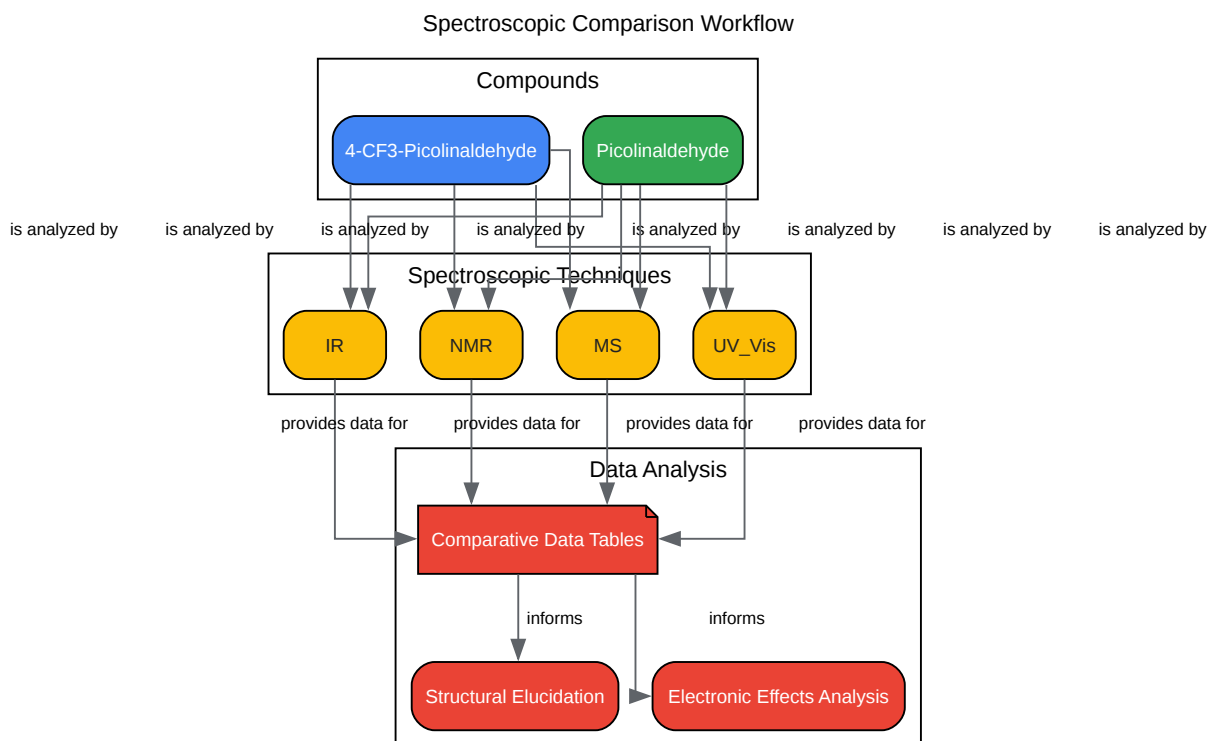 Spectroscopic Comparison Workflow
Compounds
4-CF3-Picolinaldehyde
Picolinaldehyde
is analyzed by
is analyzed by
is analyzed by
is analyzed by
is analyzed by
is analyzed by
is analyzed by
is analyzed by
Spectroscopic Techniques
IR
NMR
MS
UV_Vis
provides data for
provides data for
provides data for
provides data for
Data Analysis
Comparative Data Tables
informs
informs
Structural Elucidation
Electronic Effects Analysis